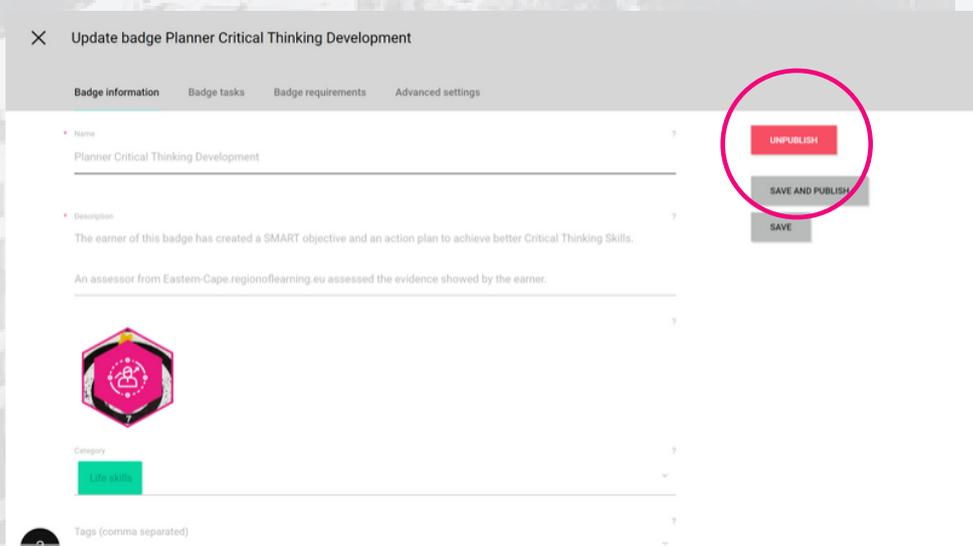 Update badge Planner Critical Thinking Development
Badge information Badge tasks Badge requirements Advanced settings
* Name ?
Planner Critical Thinking Development
UNPUBLISH
SAVE AND PUBLISH
SAVE
* Description ?
The earner of this badge has created a SMART objective and an action plan to achieve better Critical Thinking Skills.
An assessor from Eastern-Cape.regionoflearning.eu assessed the evidence showed by the earner.
?
7
Category ?
Life skills
Tags (comma separated) ?